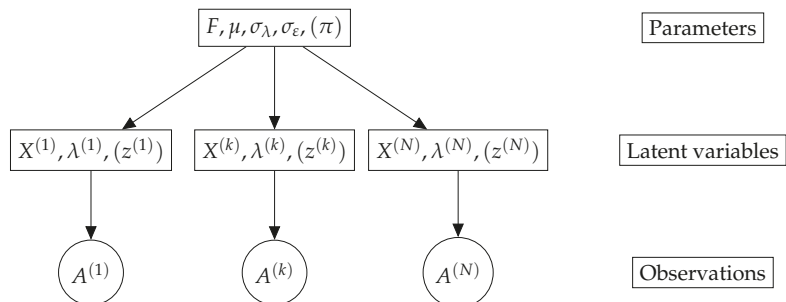 F, μ, σ_λ, σ_ε, (π) Parameters
X^(1), λ^(1), (z^(1)) X^(k), λ^(k), (z^(k)) X^(N), λ^(N), (z^(N)) Latent variables
A^(1) A^(k) A^(N) Observations